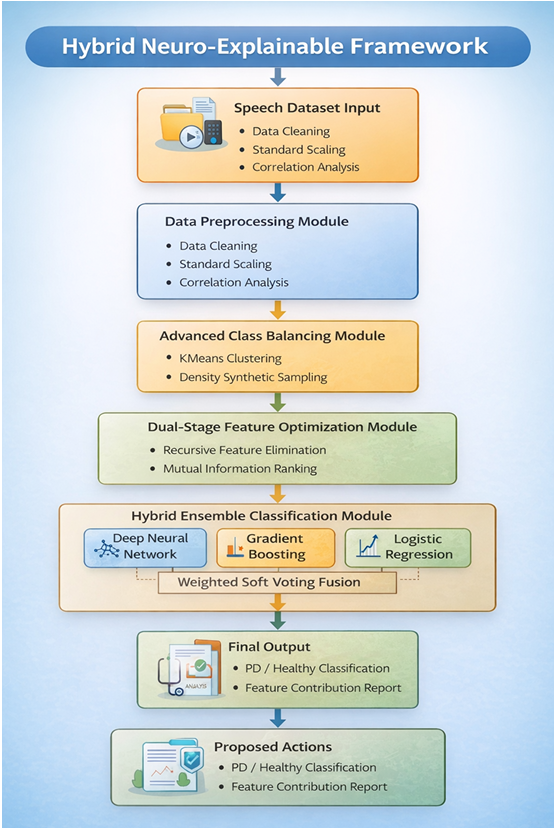 Hybrid Neuro-Explainable Framework
Speech Dataset Input
• Data Cleaning
• Standard Scaling
• Correlation Analysis
Data Preprocessing Module
• Data Cleaning
• Standard Scaling
• Correlation Analysis
Advanced Class Balancing Module
• KMeans Clustering
• Density Synthetic Sampling
Dual-Stage Feature Optimization Module
• Recursive Feature Elimination
• Mutual Information Ranking
Hybrid Ensemble Classification Module
Deep Neural
Network
Gradient
Boosting
Logistic
Regression
Weighted Soft Voting Fusion
Final Output
• PD / Healthy Classification
• Feature Contribution Report
Proposed Actions
• PD / Healthy Classification
• Feature Contribution Report